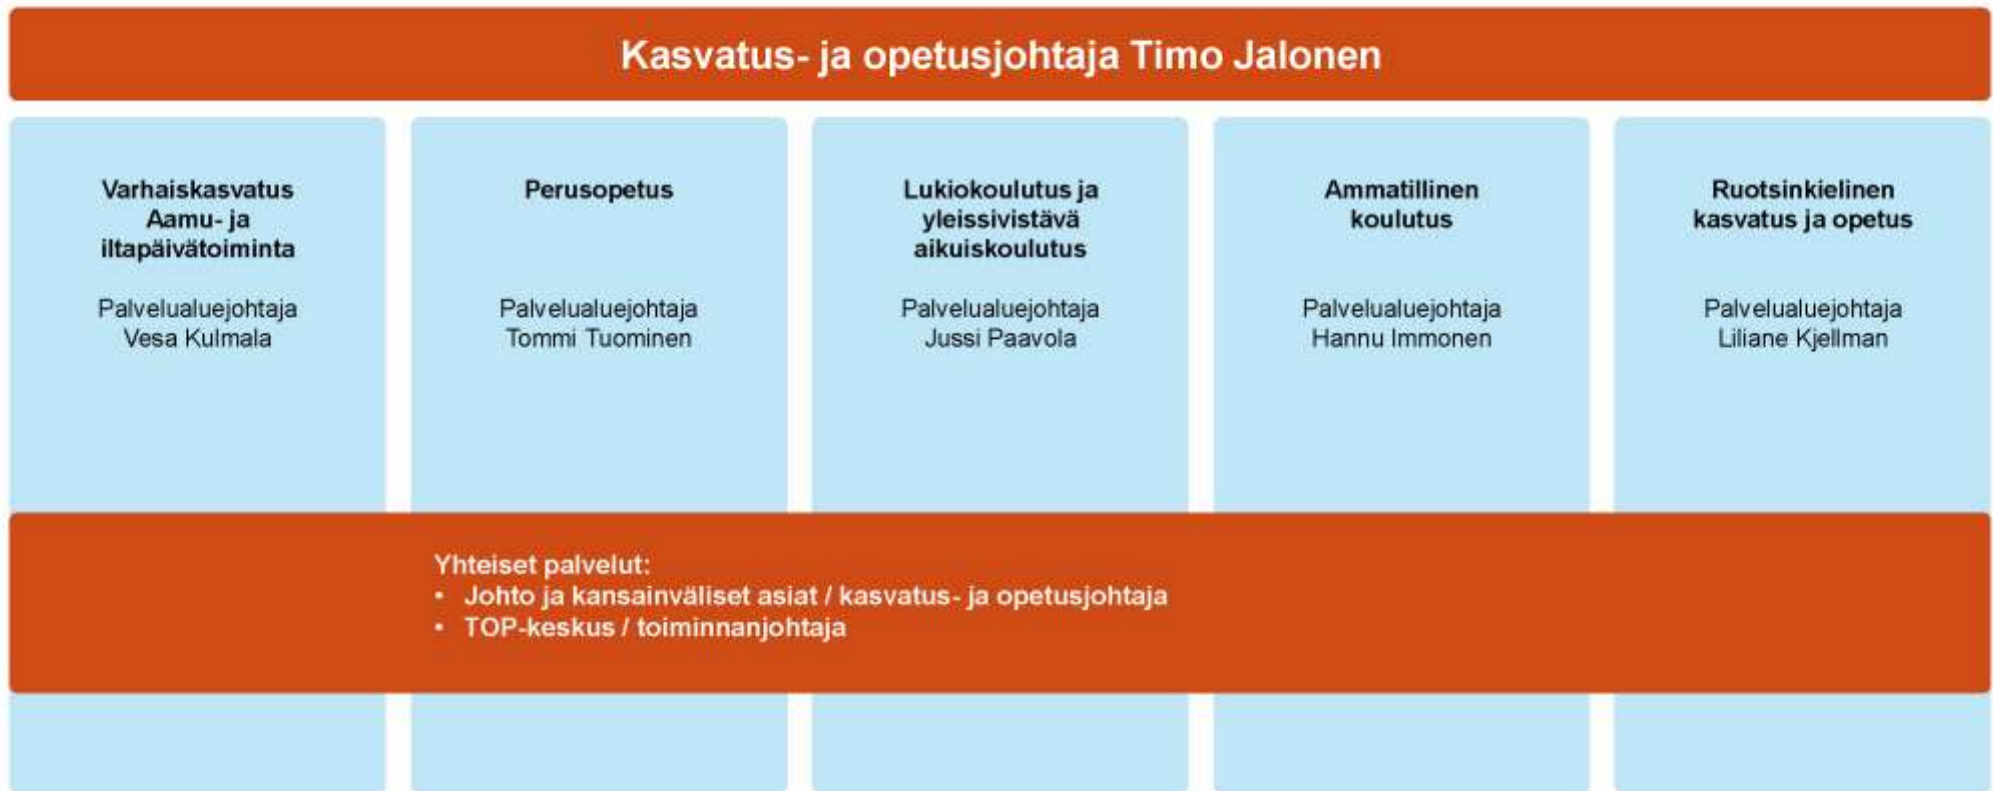 Kasvatus- ja opetusjohtaja Timo Jalonen
Varhaiskasvatus
Aamu- ja
iltapäivätoiminta
Palvelualuejohtaja
Vesa Kulmala
Perusopetus
Palvelualuejohtaja
Tommi Tuominen
Lukiokoulutus ja
yleissivistävä
aikuiskoulutus
Palvelualuejohtaja
Jussi Paavola
Ammatillinen
koulutus
Palvelualuejohtaja
Hannu Immonen
Ruotsinkielinen
kasvatus ja opetus
Palvelualuejohtaja
Liliane Kjellman
Yhteiset palvelut:
• Johto ja kansainväliset asiat / kasvatus- ja opetusjohtaja
• TOP-keskus / toiminnanjohtaja